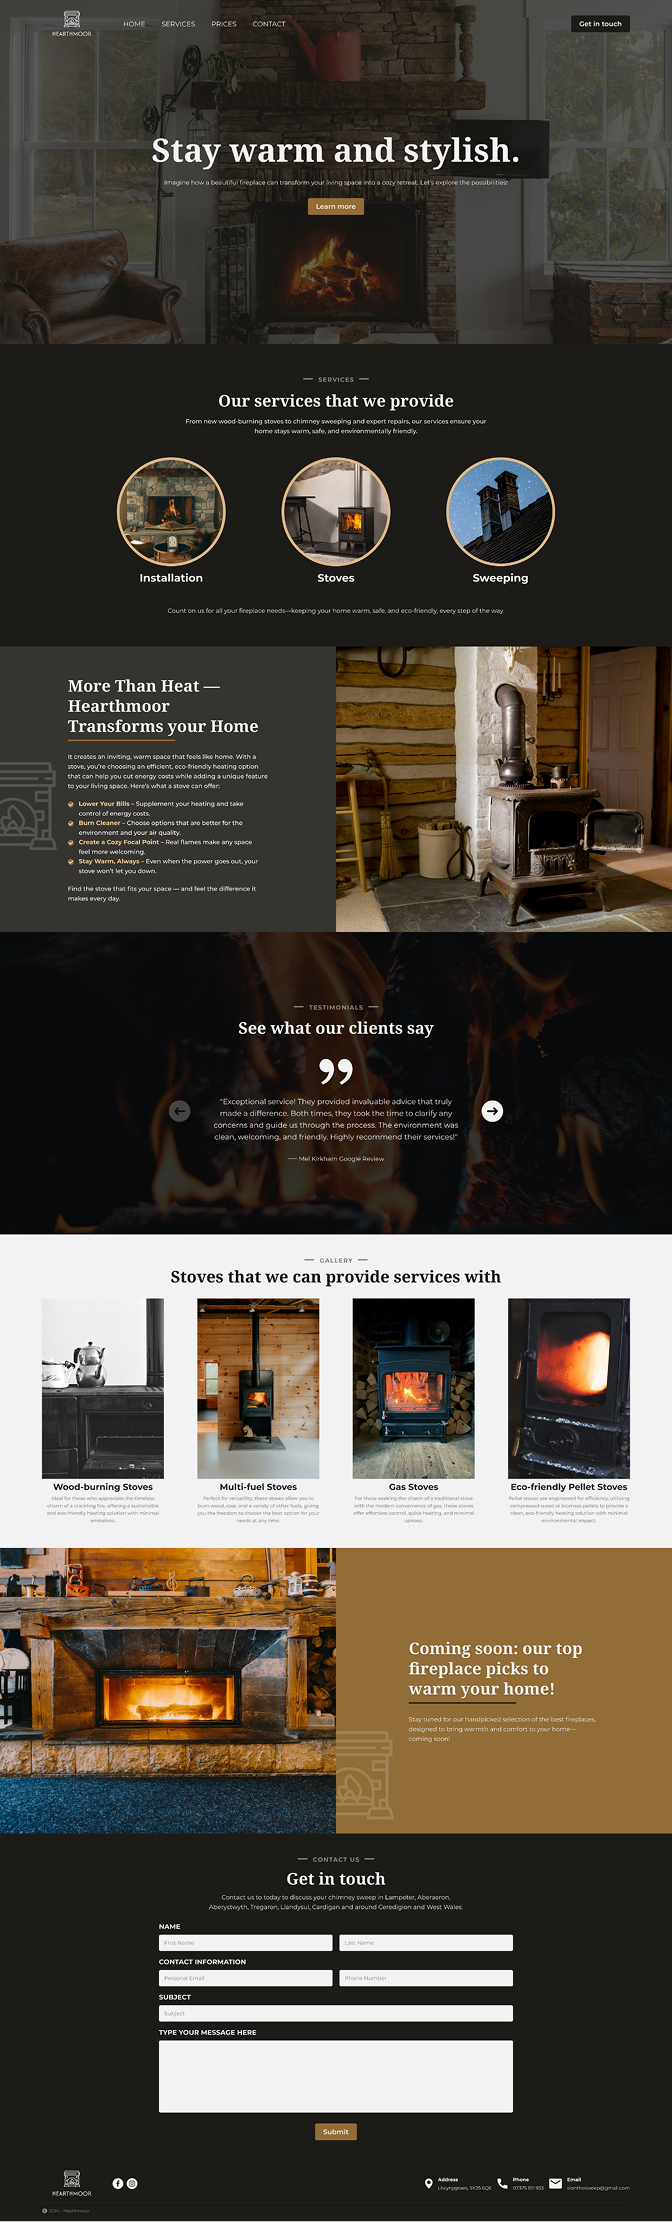 HEARTHMOOR
HOME SERVICES PRICES CONTACT
Get in touch
Stay warm and stylish.
Imagine how a beautiful fireplace can transform your living space into a cozy retreat. Let's explore the possibilities!
Learn more
SERVICES
Our services that we provide
From new wood-burning stoves to chimney sweeping and expert repairs, our services ensure your
home stays warm, safe, and environmentally friendly.
Installation
Stoves
Sweeping
Count on us for all your fireplace needs—keeping your home warm, safe, and eco-friendly, every step of the way.
More Than Heat —
Hearthmoor
Transforms your Home
It creates an inviting, warm space that feels like home. With a
stove, you're choosing an efficient, eco-friendly heating option
that can help you cut energy costs while adding a unique feature
to your living space. Here's what a stove can offer:
Lower Your Bills – Supplement your heating and take
control of energy costs.
Burn Cleaner – Choose options that are better for the
environment and your air quality.
Create a Cozy Focal Point – Real flames make any space
feel more welcoming.
Stay Warm, Always – Even when the power goes out, your
stove won't let you down.
Find the stove that fits your space — and feel the difference it
makes every day.
TESTIMONIALS
See what our clients say
"Exceptional service! They provided invaluable advice that truly
made a difference. Both times, they took the time to clarify any
concerns and guide us through the process. The environment was
clean, welcoming, and friendly. Highly recommend their services!"
— Mel Kirkham Google Review
GALLERY
Stoves that we can provide services with
Wood-burning Stoves
Ideal for those who appreciate the timeless
charm of a crackling fire, offering a sustainable
and eco-friendly heating solution with minimal
emissions.
Multi-fuel Stoves
Perfect for versatility, these stoves allow you to
burn wood, coal, and a variety of other fuels, giving
you the freedom to choose the best option for your
needs at any time.
Gas Stoves
For those seeking the charm of a traditional stove
with the modern convenience of gas, these stoves
offer effortless control, quick heating, and minimal
upkeep.
Eco-friendly Pellet Stoves
Pellet stoves are engineered for efficiency, utilizing
compressed wood or biomass pellets to provide a
clean, eco-friendly heating solution with minimal
environmental impact.
Coming soon: our top
fireplace picks to
warm your home!
Stay tuned for our handpicked selection of the best fireplaces,
designed to bring warmth and comfort to your home—
coming soon!
CONTACT US
Get in touch
Contact us to today to discuss your chimney sweep in Lampeter, Aberaeron,
Aberystwyth, Tregaron, Llandysul, Cardigan and around Ceredigion and West Wales.
NAME
First Name
Last Name
CONTACT INFORMATION
Personal Email
Phone Number
SUBJECT
Subject
TYPE YOUR MESSAGE HERE
Submit
HEARTHMOOR
Address
Llwynygroes, SY25 6QE
Phone
07375 101 933
Email
sianthesweep@gmail.com
2024 - Hearthmoor